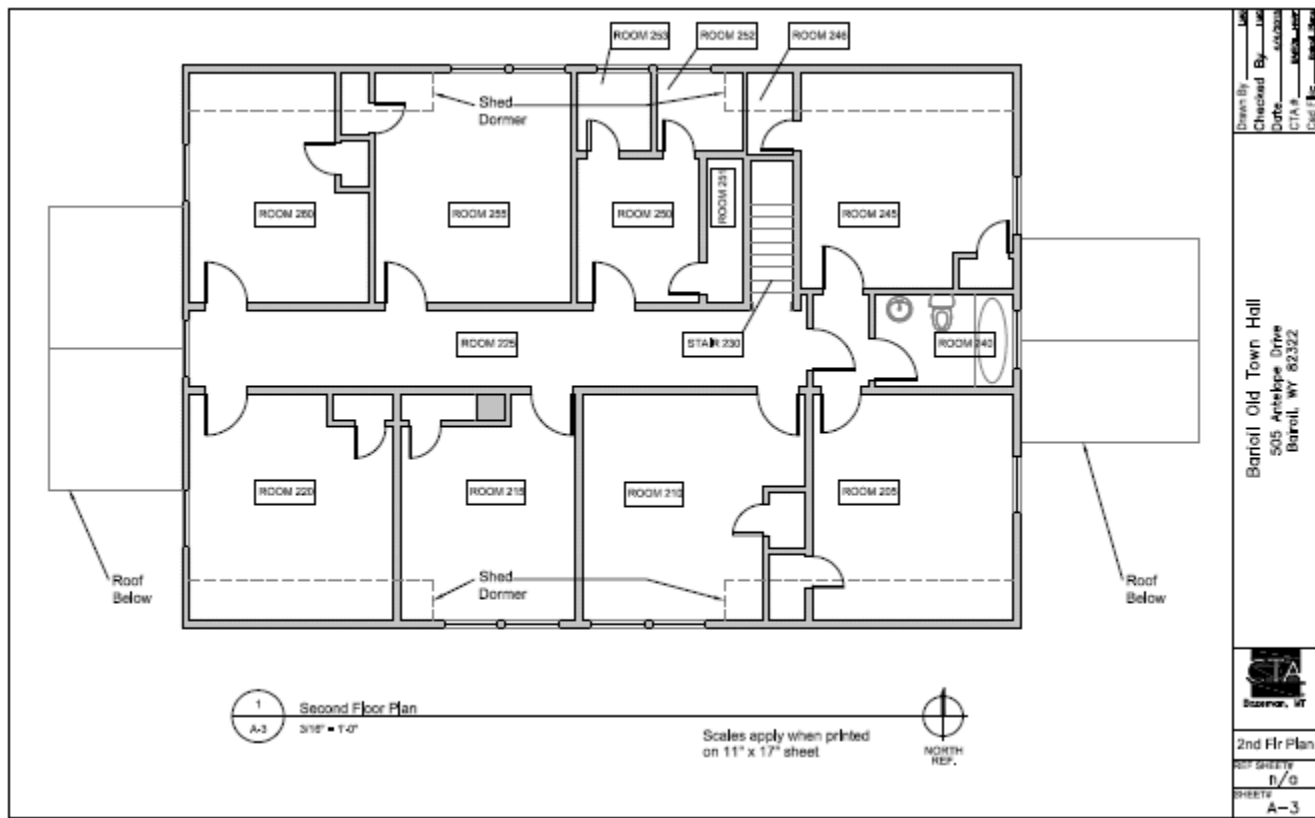 ROOM 253
ROOM 252
ROOM 246
Shed
Dormer
ROOM 260
ROOM 255
ROOM 250
ROOM 251
ROOM 245
ROOM 225
STAIR 230
ROOM 240
ROOM 220
ROOM 215
ROOM 210
ROOM 205
Shed
Dormer
Roof
Below
Roof
Below
1
A-3
Second Floor Plan
3/16" = 1'-0"
Scales apply when printed
on 11" x 17" sheet
NORTH
REF.
Drawn By
Checked By
Date
CTA #
Cad File
Barioil Old Town Hall
505 Antelope Drive
Bairoil, WY 82322
CTA
Bozeman, MT
2nd Flr Plan
REF SHEET#
n/a
SHEET#
A-3